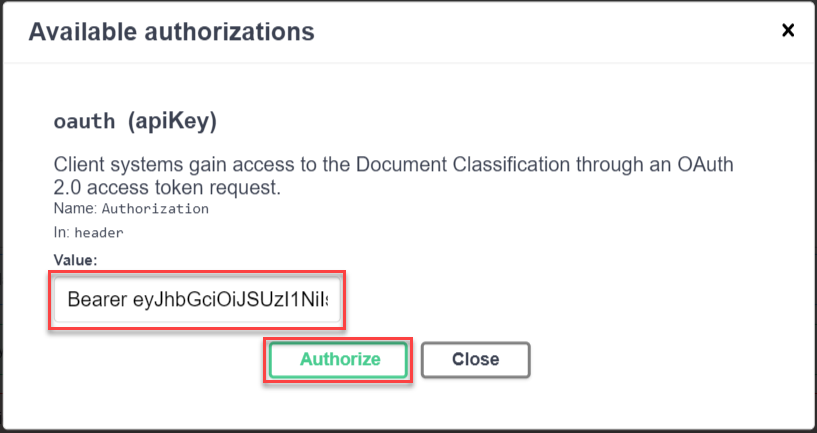 Available authorizations
×
oauth (apiKey)
Client systems gain access to the Document Classification through an OAuth
2.0 access token request.
Name: Authorization
In: header
Value:
Bearer eyJhbGciOiJSUzI1NiIs
Authorize Close